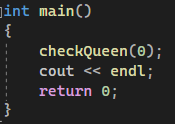 int main()
{
checkQueen(0);
cout << endl;
return 0;
}